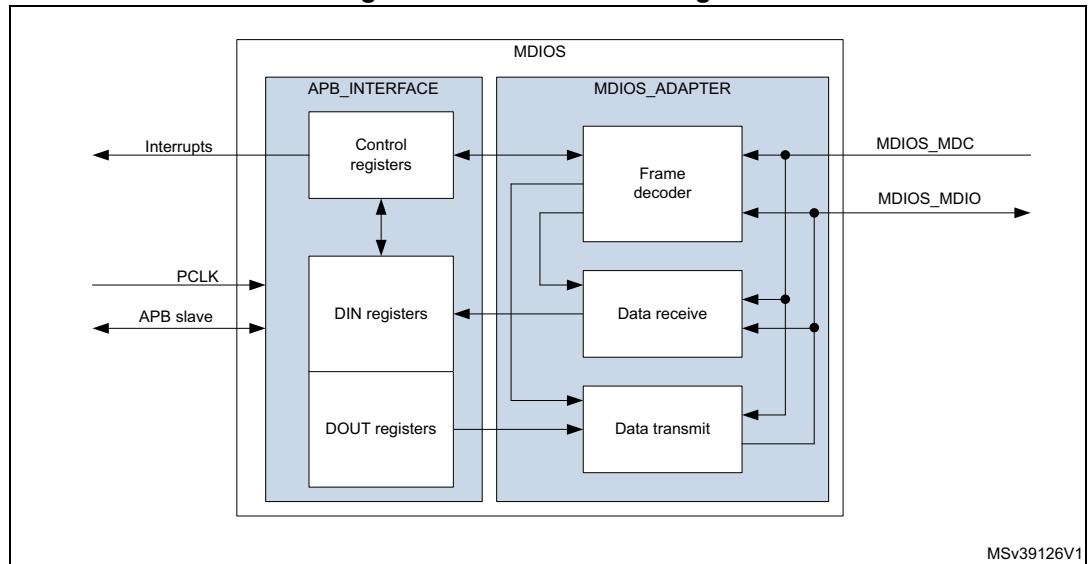 MDIOS
APB_INTERFACE
MDIOS_ADAPTER
Interrupts
Control
registers
Frame
decoder
MDIOS_MDC
MDIOS_MDIO
PCLK
APB slave
DIN registers
Data receive
DOUT registers
Data transmit
MSv39126V1